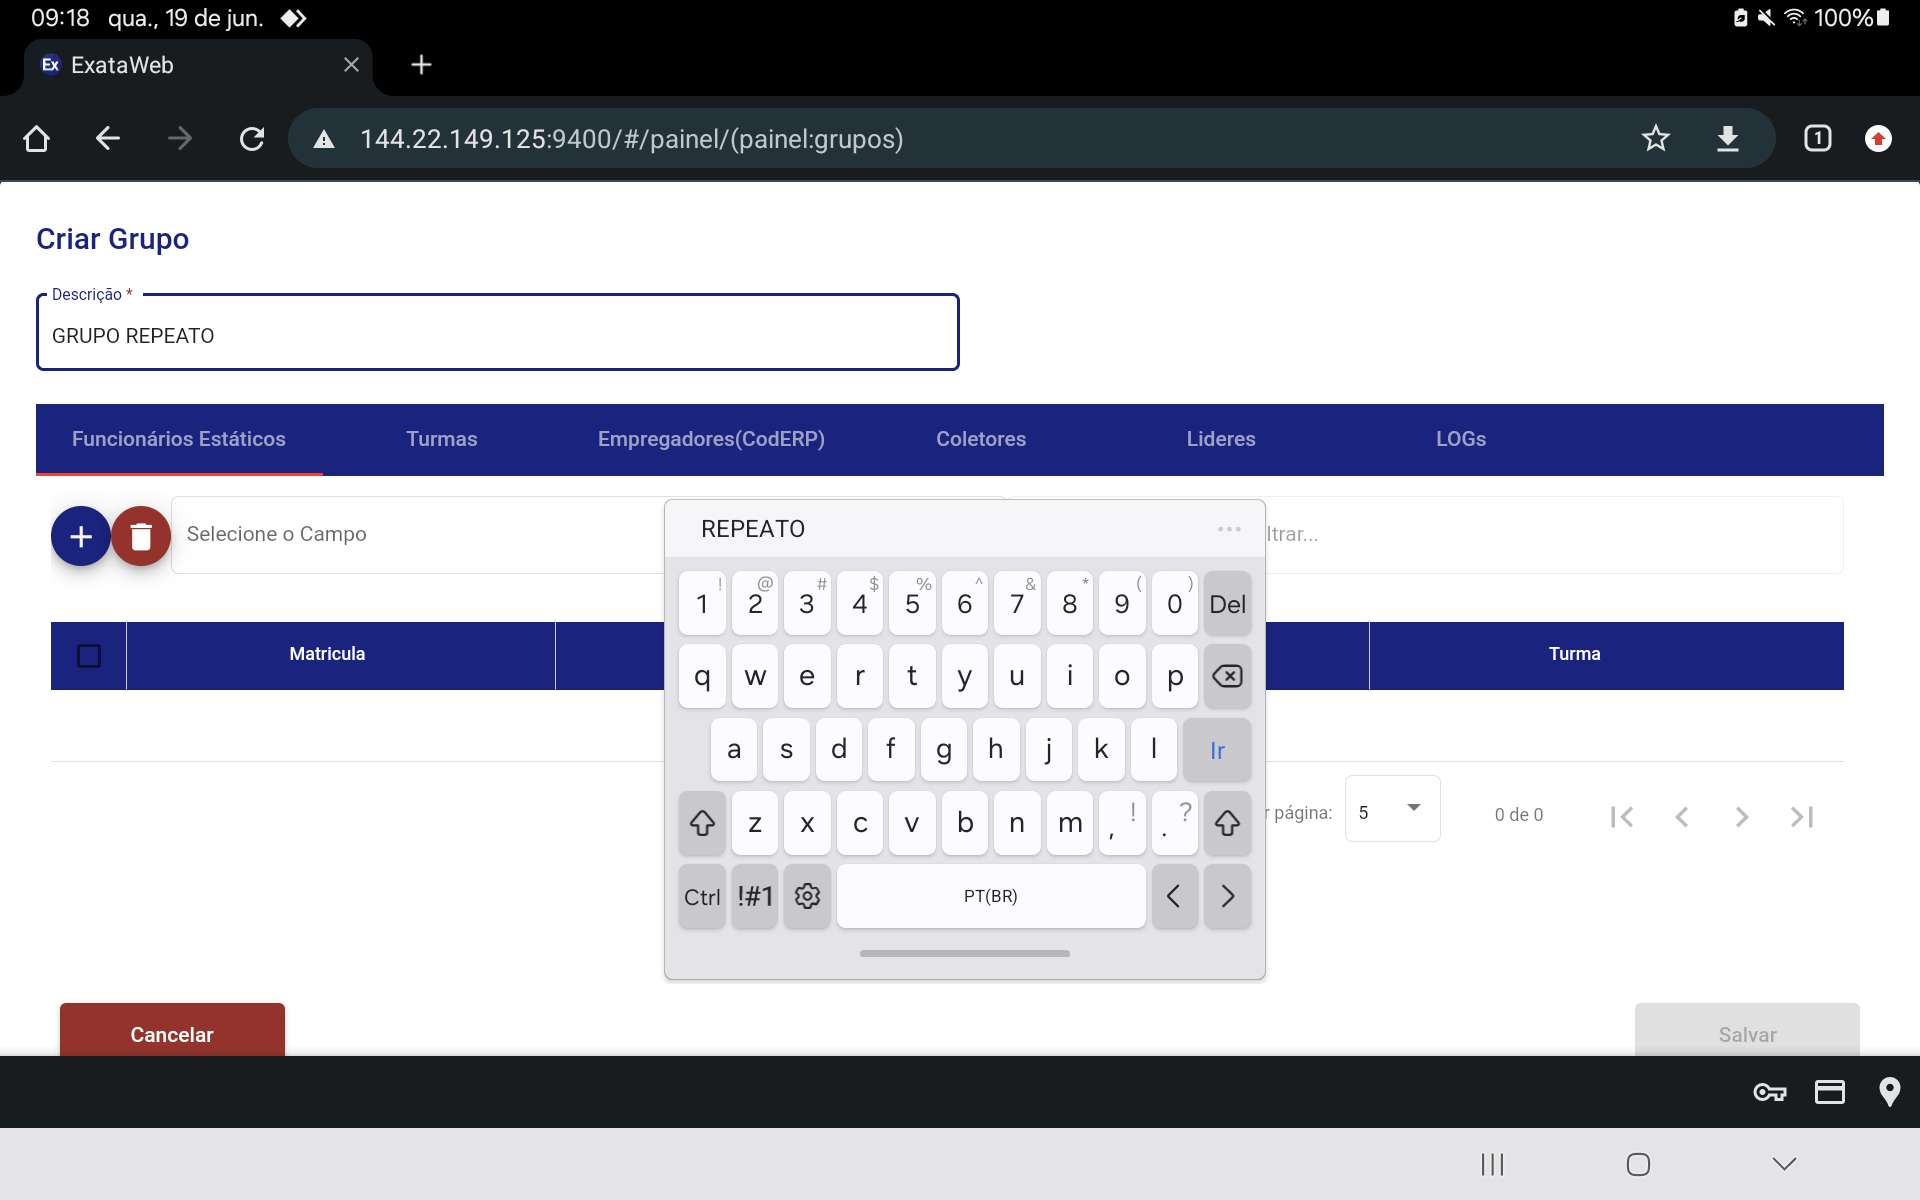 09:18 qua., 19 de jun. 100%
Ex ExataWeb
144.22.149.125:9400/#/painel/(painel:grupos)
1
Criar Grupo
Descrição *
GRUPO REPEATO
Funcionários Estáticos Turmas Empregadores(CodERP) Coletores Lideres LOGs
Selecione o Campo
ltrar...
REPEATO
! @ # $ % ^ & * ( )
1 2 3 4 5 6 7 8 9 0 Del
Matricula Turma
q w e r t y u i o p
a s d f g h j k l Ir
z x c v b n m , ! . ?
r página: 5 0 de 0
Ctrl !#1 PT(BR)
Cancelar Salvar